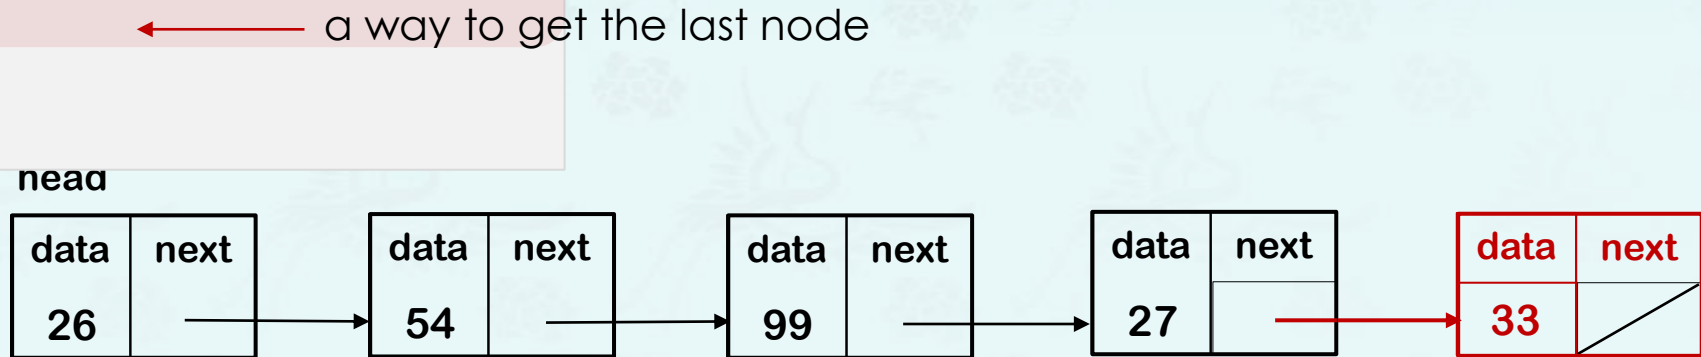 a way to get the last node
head
data next data next data next data next data next
26 54 99 27 33